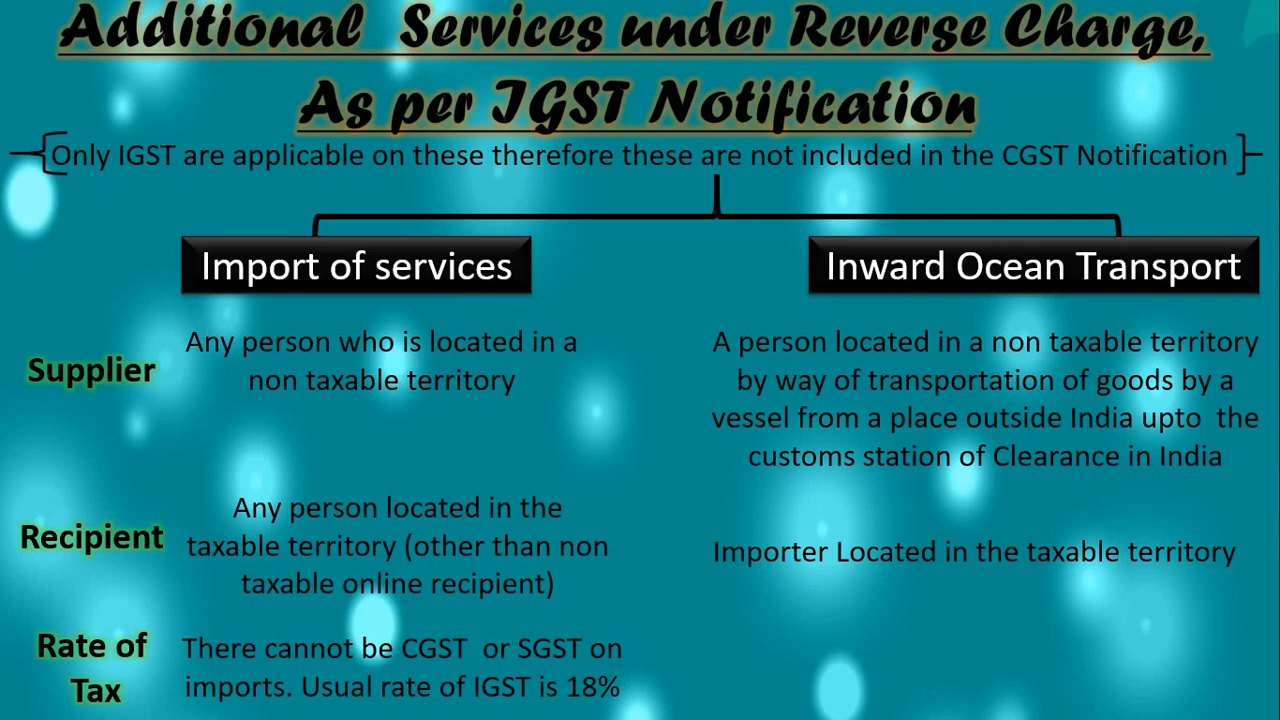 Additional Services under Reverse Charge,
As per IGST Notification
Only IGST are applicable on these therefore these are not included in the CGST Notification
Import of services
Inward Ocean Transport
Supplier
Any person who is located in a
non taxable territory
A person located in a non taxable territory
by way of transportation of goods by a
vessel from a place outside India upto the
customs station of Clearance in India
Recipient
Any person located in the
taxable territory (other than non
taxable online recipient)
Importer Located in the taxable territory
Rate of
Tax
There cannot be CGST or SGST on
imports. Usual rate of IGST is 18%